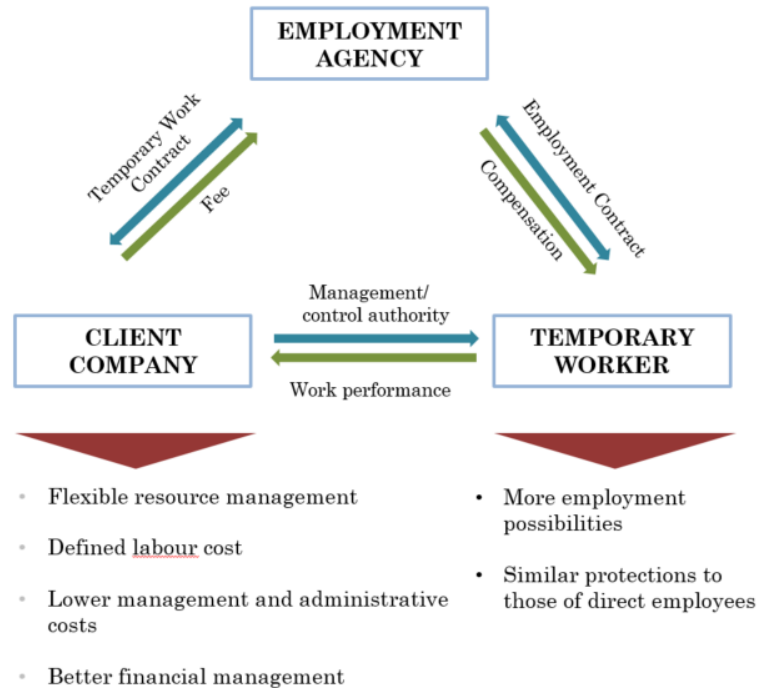 EMPLOYMENT
AGENCY
Temporary Work
Contract
Fee
Employment Contract
Compensation
Management/
control authority
CLIENT
COMPANY
TEMPORARY
WORKER
Work performance
• Flexible resource management
• Defined labour cost
• Lower management and administrative
costs
• Better financial management
• More employment
possibilities
• Similar protections to
those of direct employees